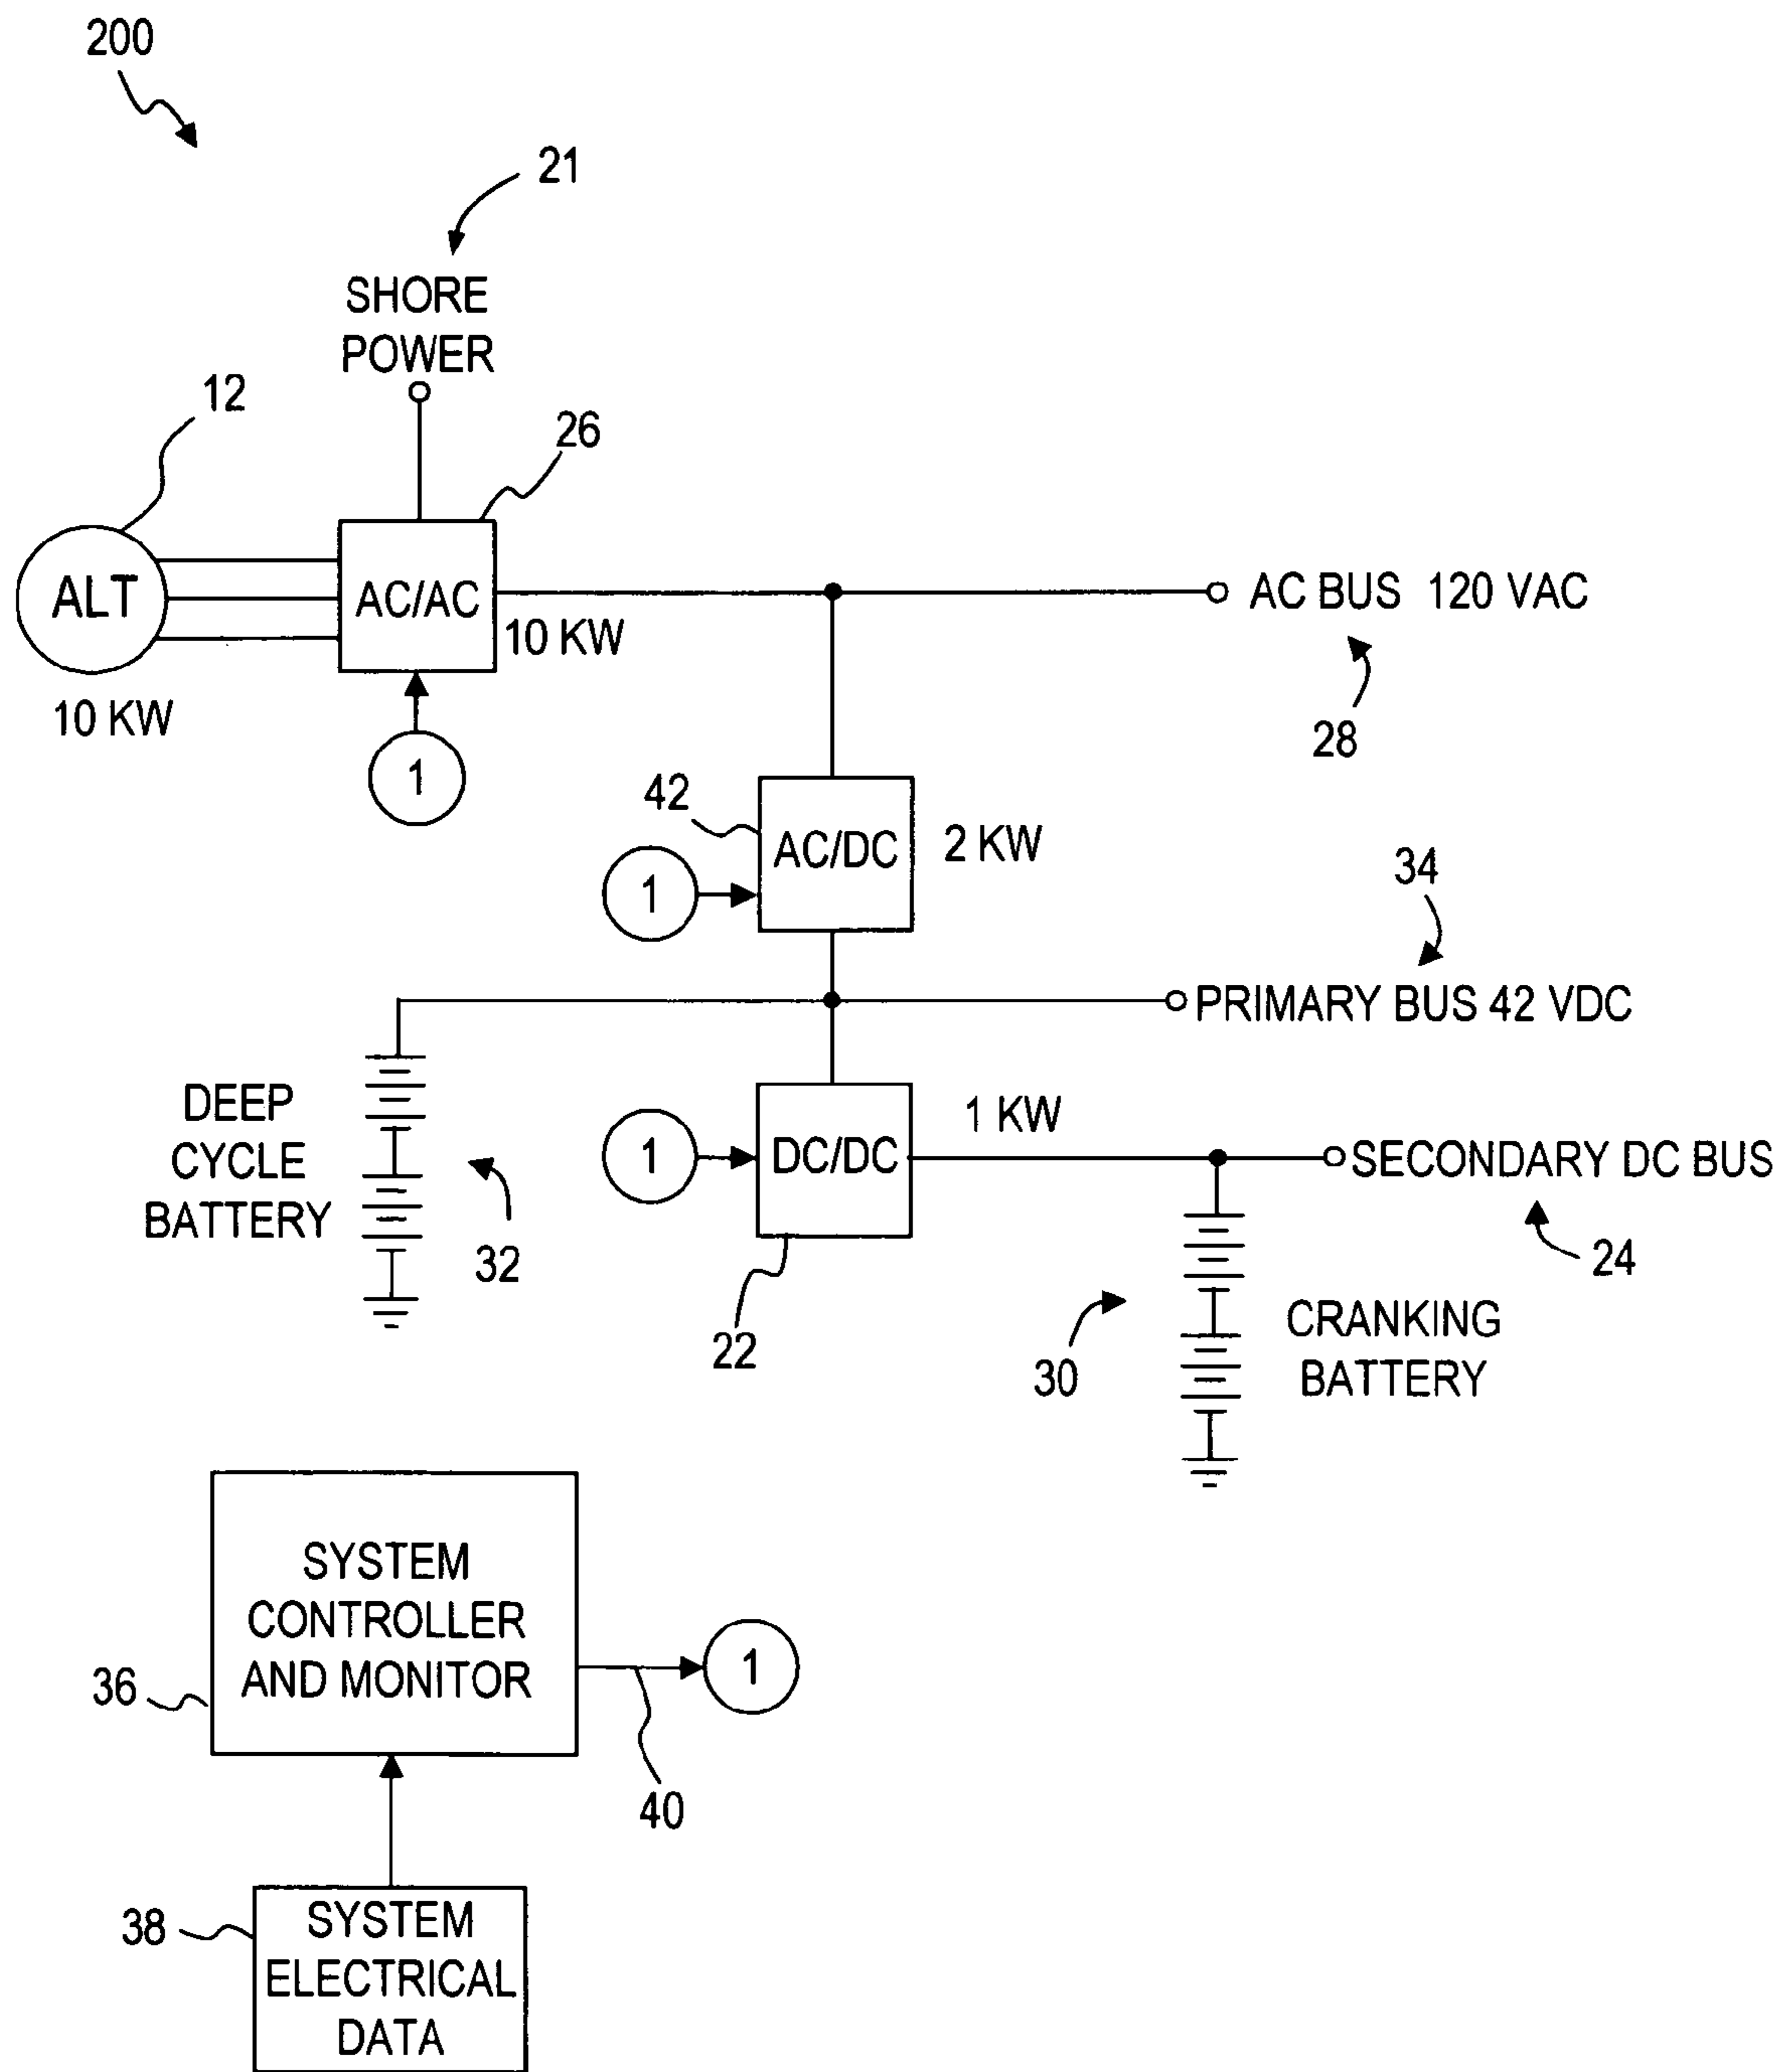 200
21
SHORE
POWER
12
26
ALT
AC/AC
10 KW
AC BUS 120 VAC
10 KW
28
1
42
AC/DC
2 KW
1
34
PRIMARY BUS 42 VDC
DEEP
CYCLE
BATTERY
32
1
DC/DC
1 KW
SECONDARY DC BUS
24
22
30
CRANKING
BATTERY
SYSTEM
CONTROLLER
AND MONITOR
36
1
40
38
SYSTEM
ELECTRICAL
DATA